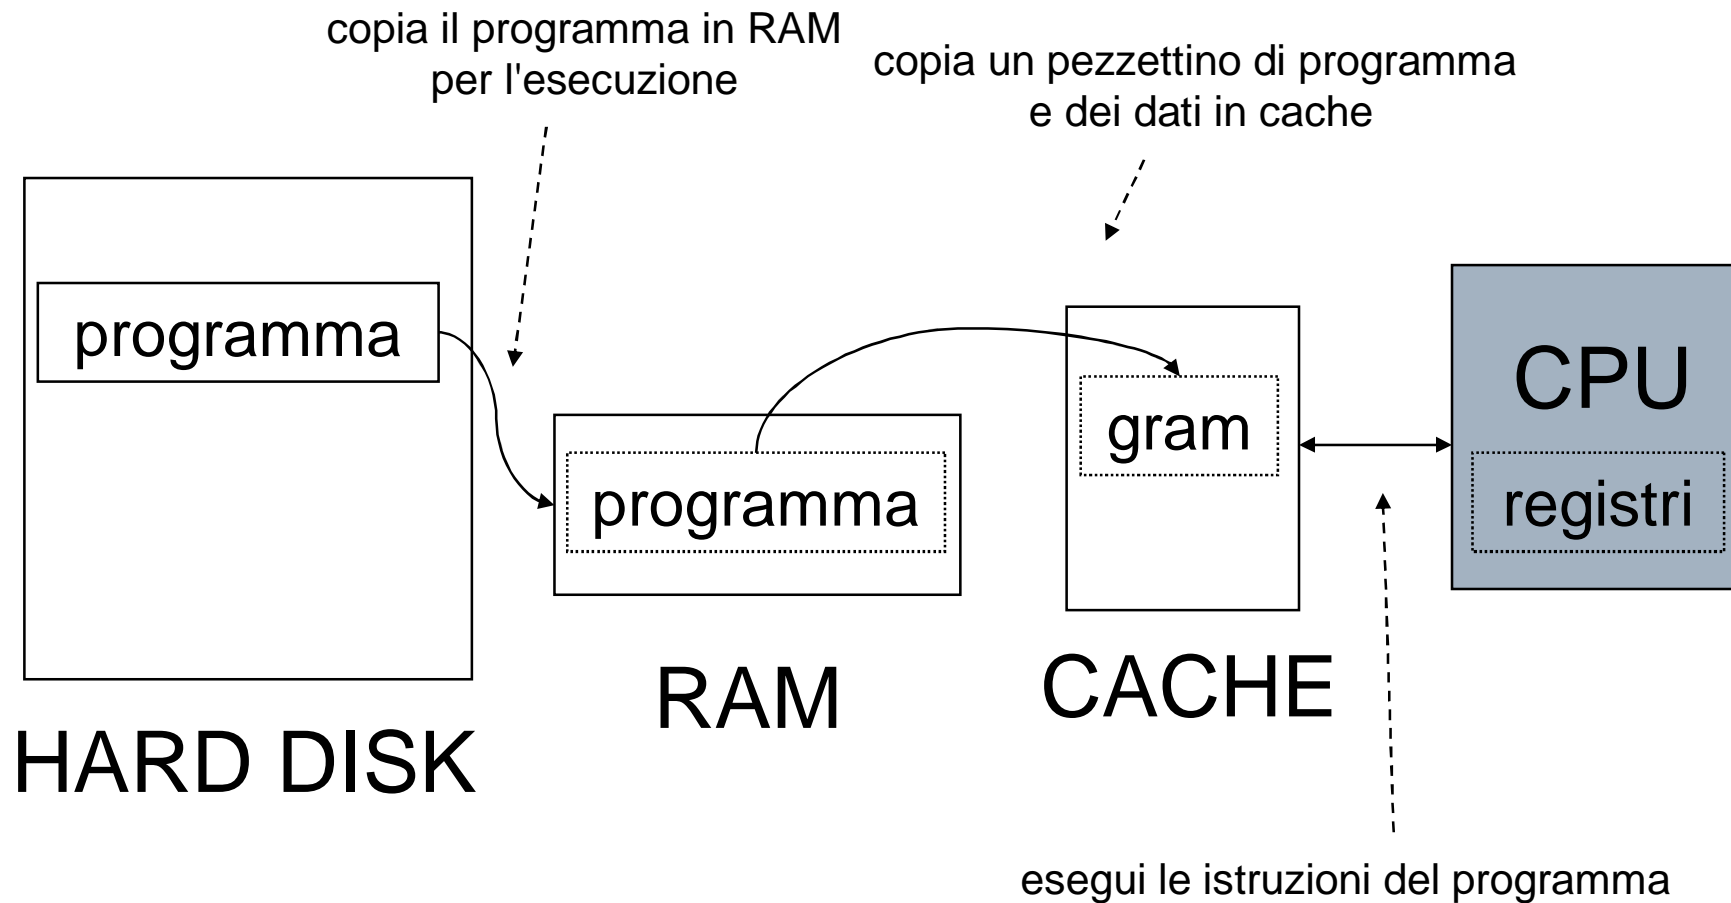 copia il programma in RAM
per l'esecuzione
copia un pezzettino di programma
e dei dati in cache
programma
programma
gram
CPU
registri
HARD DISK
RAM
CACHE
esegui le istruzioni del programma